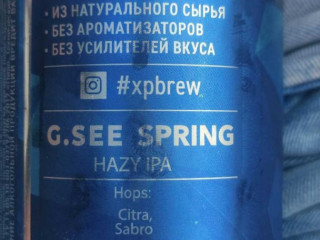 • ИЗ НАТУРАЛЬНОГО СЫРЬЯ
• БЕЗ АРОМАТИЗАТОРОВ
• БЕЗ УСИЛИТЕЛЕЙ ВКУСА
#xpbrew
G.SEE SPRING
HAZY IPA
Hops:
Citra,
Sabro